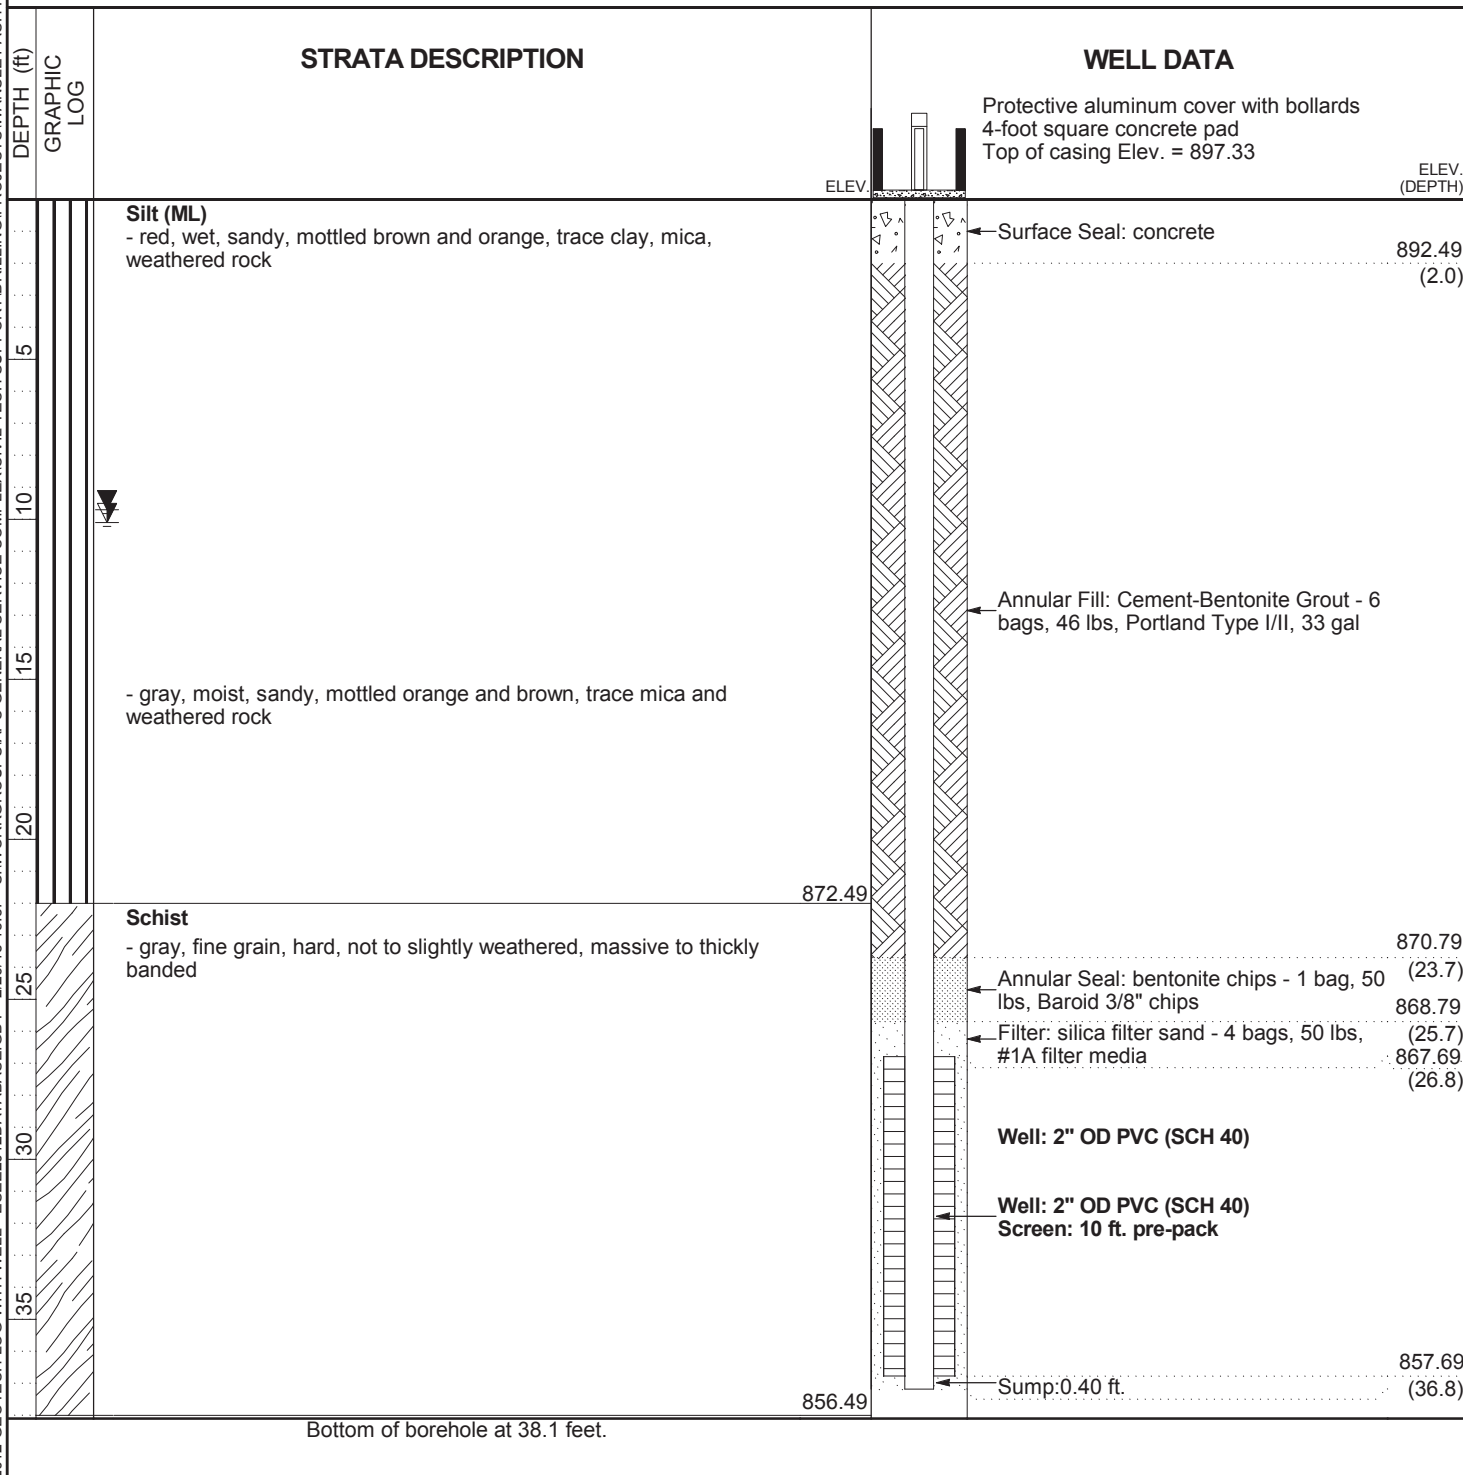 DEPTH (ft)
GRAPHIC
LOG
STRATA DESCRIPTION
ELEV.
WELL DATA
Protective aluminum cover with bollards
4-foot square concrete pad
Top of casing Elev. = 897.33
ELEV.
(DEPTH)
Silt (ML)
- red, wet, sandy, mottled brown and orange, trace clay, mica,
weathered rock
Surface Seal: concrete
892.49
(2.0)
5
10
Annular Fill: Cement-Bentonite Grout - 6
bags, 46 lbs, Portland Type I/II, 33 gal
15
- gray, moist, sandy, mottled orange and brown, trace mica and
weathered rock
20
872.49
Schist
- gray, fine grain, hard, not to slightly weathered, massive to thickly
banded
870.79
(23.7)
25
Annular Seal: bentonite chips - 1 bag, 50
lbs, Baroid 3/8" chips
868.79
(25.7)
Filter: silica filter sand - 4 bags, 50 lbs,
#1A filter media
867.69
(26.8)
30
Well: 2" OD PVC (SCH 40)
Well: 2" OD PVC (SCH 40)
Screen: 10 ft. pre-pack
35
857.69
Sump:0.40 ft.
(36.8)
856.49
Bottom of borehole at 38.1 feet.